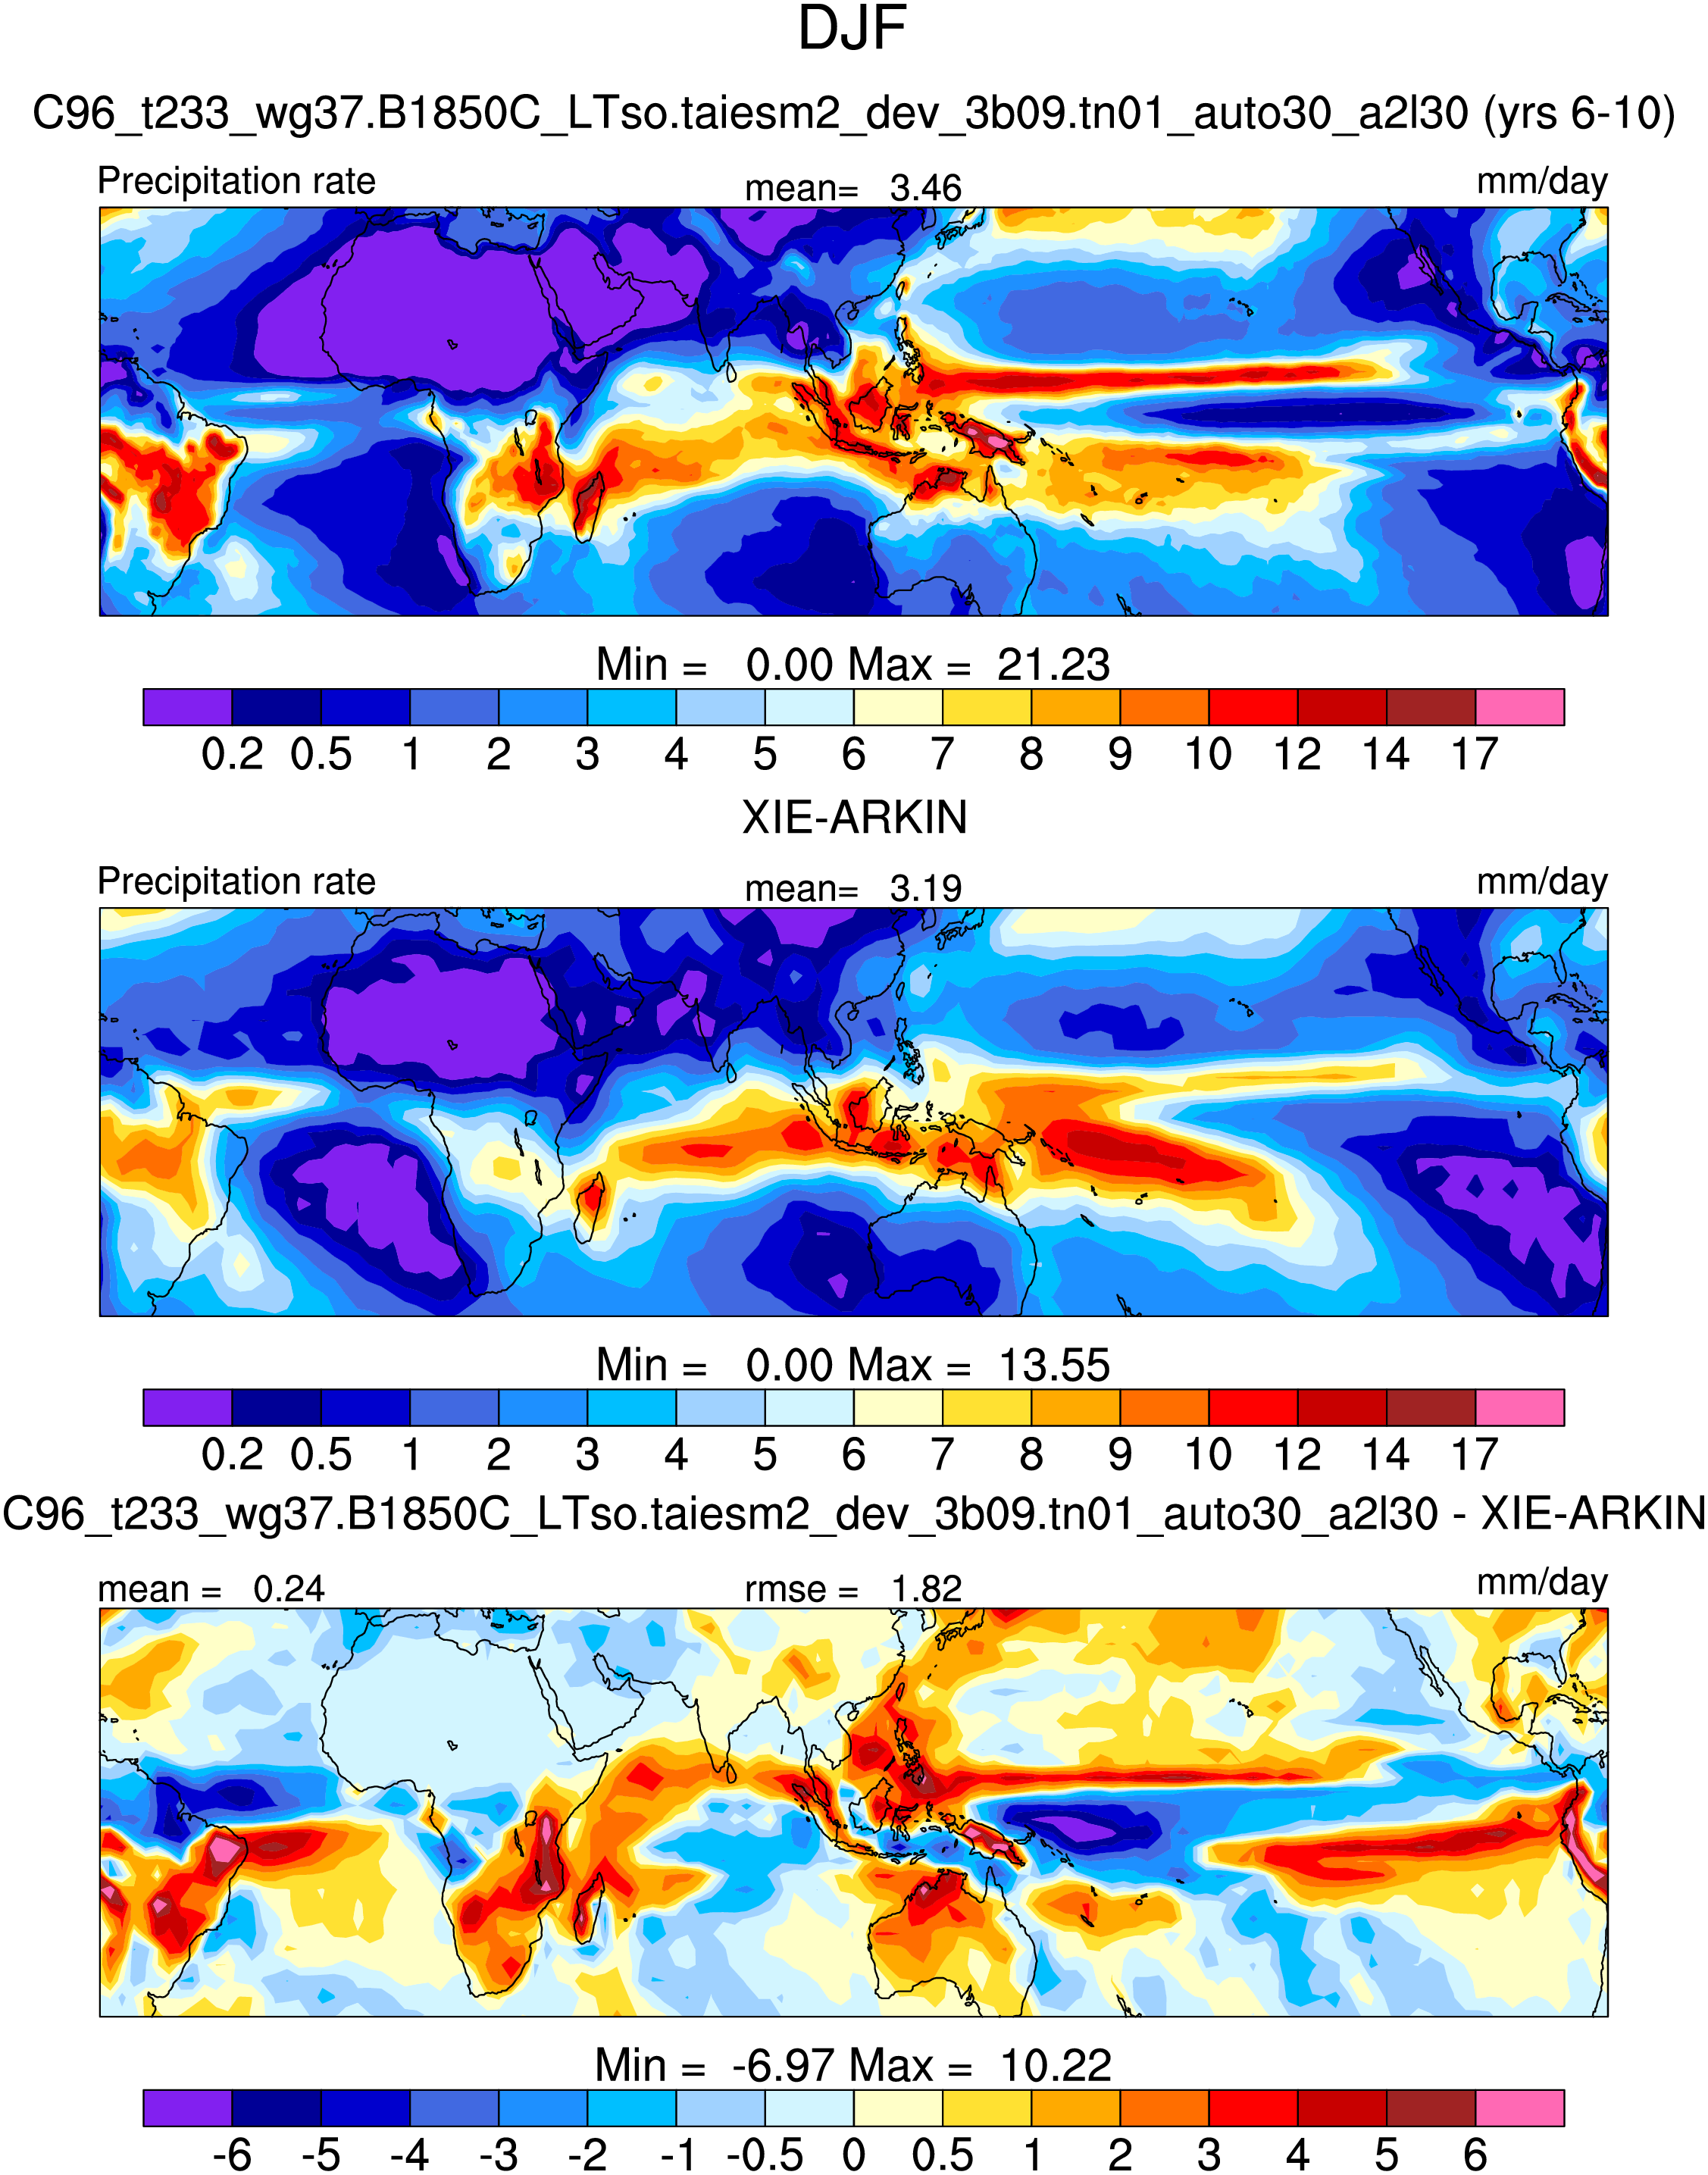 DJF
C96_t233_wg37.B1850C_LTso.taiesm2_dev_3b09.tn01_auto30_a2l30 (yrs 6-10)
Precipitation rate mean= 3.46 mm/day
Min = 0.00 Max = 21.23
0.2 0.5 1 2 3 4 5 6 7 8 9 10 12 14 17
XIE-ARKIN
Precipitation rate mean= 3.19 mm/day
Min = 0.00 Max = 13.55
0.2 0.5 1 2 3 4 5 6 7 8 9 10 12 14 17
C96_t233_wg37.B1850C_LTso.taiesm2_dev_3b09.tn01_auto30_a2l30 - XIE-ARKIN
mean = 0.24 rmse = 1.82 mm/day
Min = -6.97 Max = 10.22
-6 -5 -4 -3 -2 -1 -0.5 0 0.5 1 2 3 4 5 6